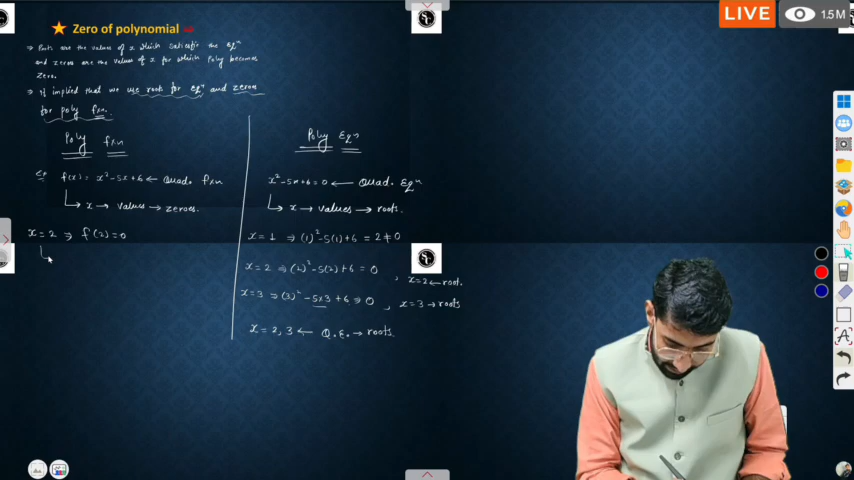 LIVE 1.5M
Zero of polynomial
⇒ Roots are the values of x which satisfie the Eqⁿ
and zeroes are the values of x for which Poly becomes
zero.
⇒ If implied that we use root for Eqⁿ and zeroes
for poly fxn.
Poly fxn
f(x) = x²-5x+6 ← Quad. fxn
↳ x → values → zeroes.
x=2 ⇒ f(2)=0
Poly Eqⁿ
x²-5x+6=0 ← Quad. Eqⁿ
↳ x → values → roots.
x=1 ⇒ (1)²-5(1)+6 = 2≠0
x=2 ⇒ (2)²-5(2)+6 = 0 , x=2 ← root.
x=3 ⇒ (3)²-5×3+6 ⇒ 0 , x=3 → roots
x=2,3 ← Q.E. → roots.